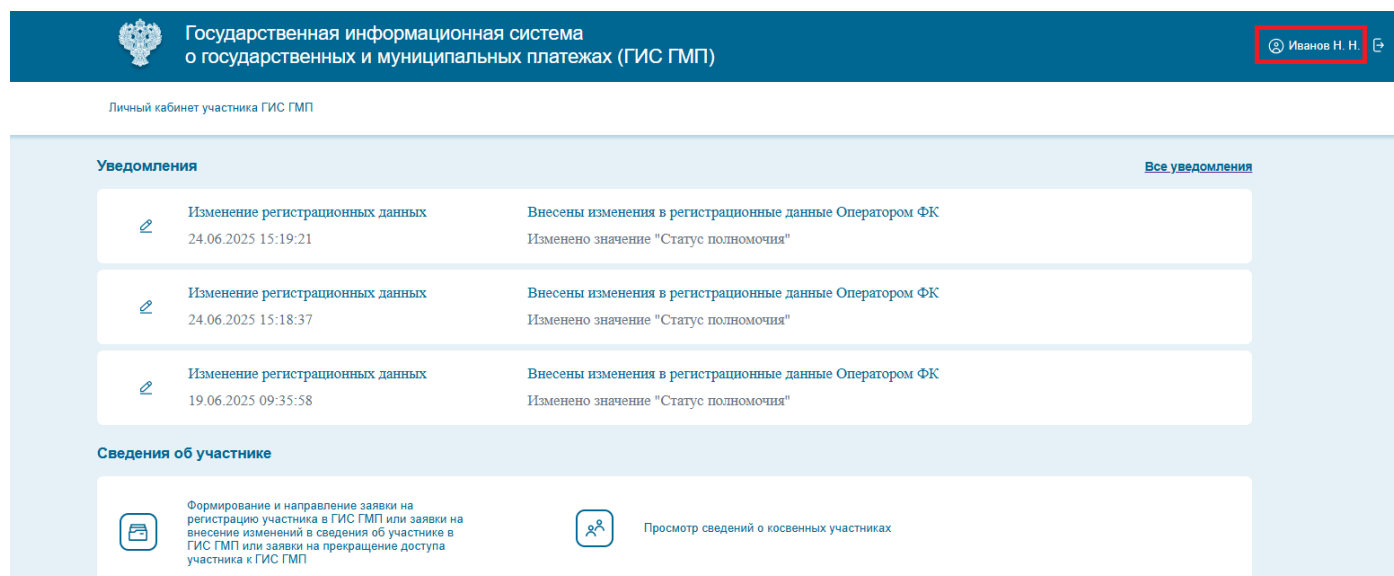 Государственная информационная система
о государственных и муниципальных платежах (ГИС ГМП)
Иванов Н. Н.
Личный кабинет участника ГИС ГМП
Уведомления
Все уведомления
Изменение регистрационных данных
Внесены изменения в регистрационные данные Оператором ФК
24.06.2025 15:19:21
Изменено значение "Статус полномочия"
Изменение регистрационных данных
Внесены изменения в регистрационные данные Оператором ФК
24.06.2025 15:18:37
Изменено значение "Статус полномочия"
Изменение регистрационных данных
Внесены изменения в регистрационные данные Оператором ФК
19.06.2025 09:35:58
Изменено значение "Статус полномочия"
Сведения об участнике
Формирование и направление заявки на
регистрацию участника в ГИС ГМП или заявки на
внесение изменений в сведения об участнике в
ГИС ГМП или заявки на прекращение доступа
участника к ГИС ГМП
Просмотр сведений о косвенных участниках